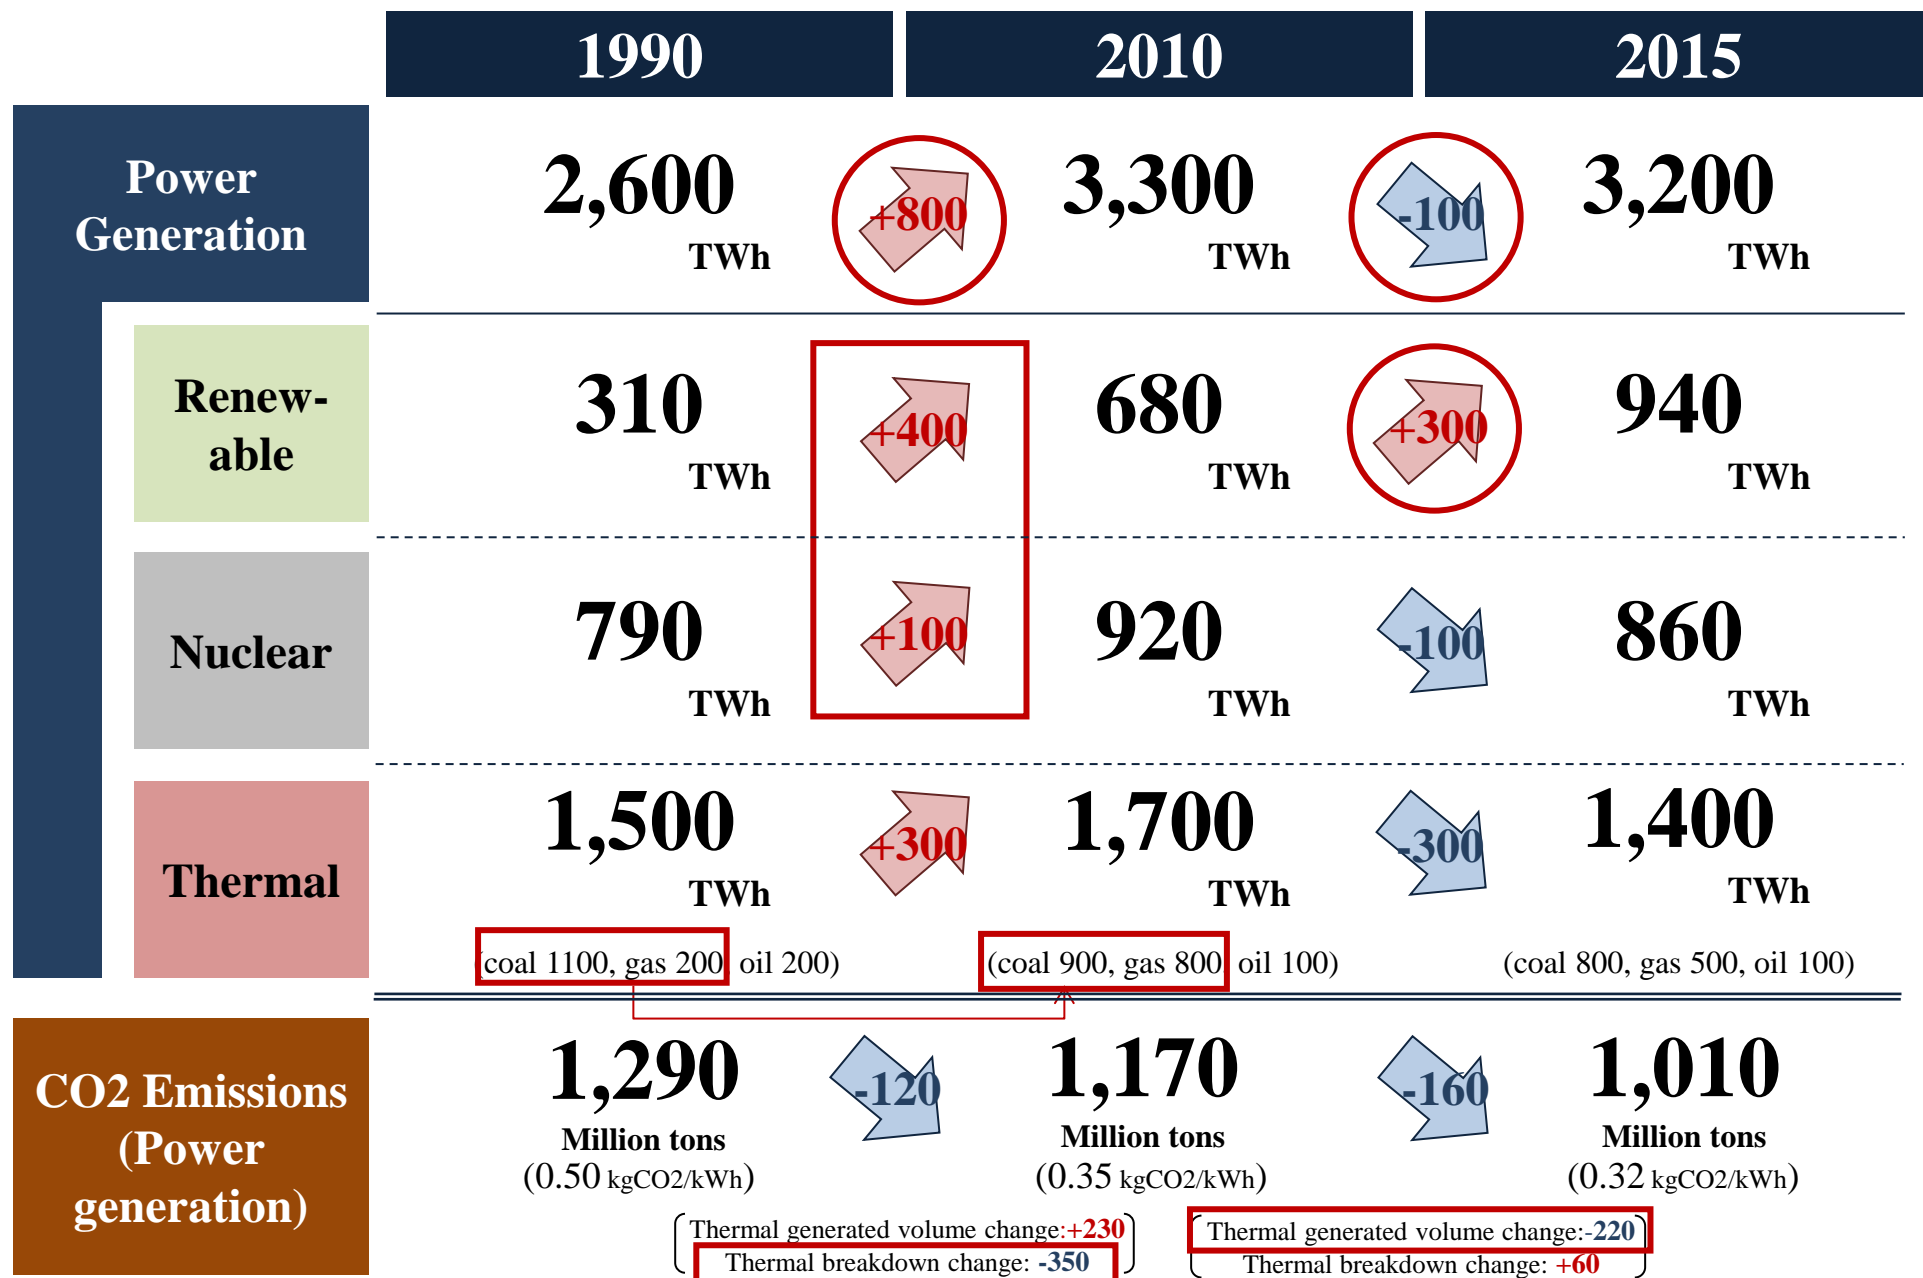 1990 2010 2015
Power
Generation
2,600
TWh
+800
3,300
TWh
-100
3,200
TWh
Renew-
able
310
TWh
+400
680
TWh
+300
940
TWh
Nuclear
790
TWh
+100
920
TWh
-100
860
TWh
Thermal
1,500
TWh
+300
1,700
TWh
-300
1,400
TWh
(coal 1100, gas 200, oil 200)
(coal 900, gas 800, oil 100)
(coal 800, gas 500, oil 100)
CO2 Emissions
(Power
generation)
1,290
Million tons
(0.50 kgCO2/kWh)
-120
1,170
Million tons
(0.35 kgCO2/kWh)
-160
1,010
Million tons
(0.32 kgCO2/kWh)
Thermal generated volume change:+230
Thermal breakdown change: -350
Thermal generated volume change:-220
Thermal breakdown change: +60